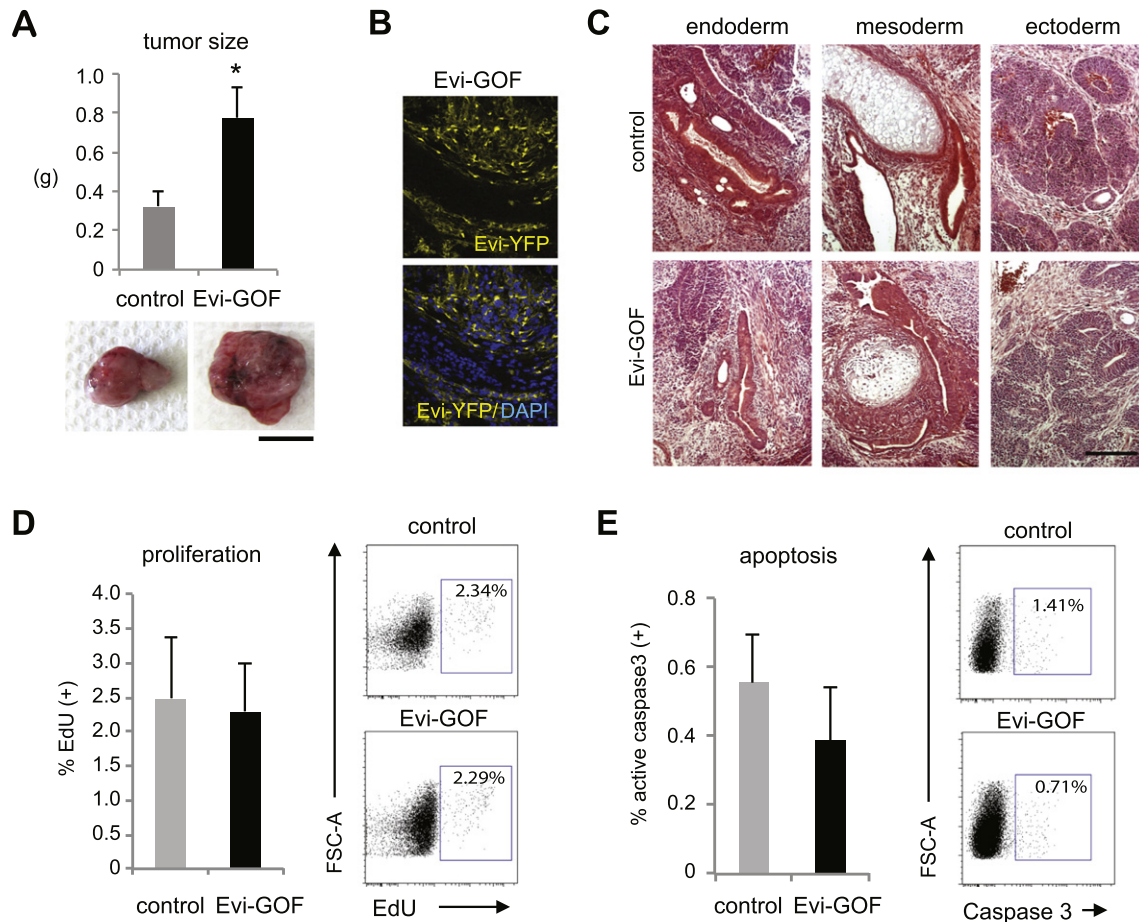 A
tumor size
1.0
0.8
0.6
0.4
0.2
0
(g)
*
control Evi-GOF
B
Evi-GOF
Evi-YFP
Evi-YFP/DAPI
C
endoderm mesoderm ectoderm
control
Evi-GOF
D
proliferation
4.0
3.5
3.0
2.5
2.0
1.5
1.0
0.5
0
% EdU (+)
control Evi-GOF
control
2.34%
Evi-GOF
2.29%
FSC-A
EdU
E
apoptosis
0.8
0.6
0.4
0.2
0
% active caspase3 (+)
control Evi-GOF
control
1.41%
Evi-GOF
0.71%
FSC-A
Caspase 3